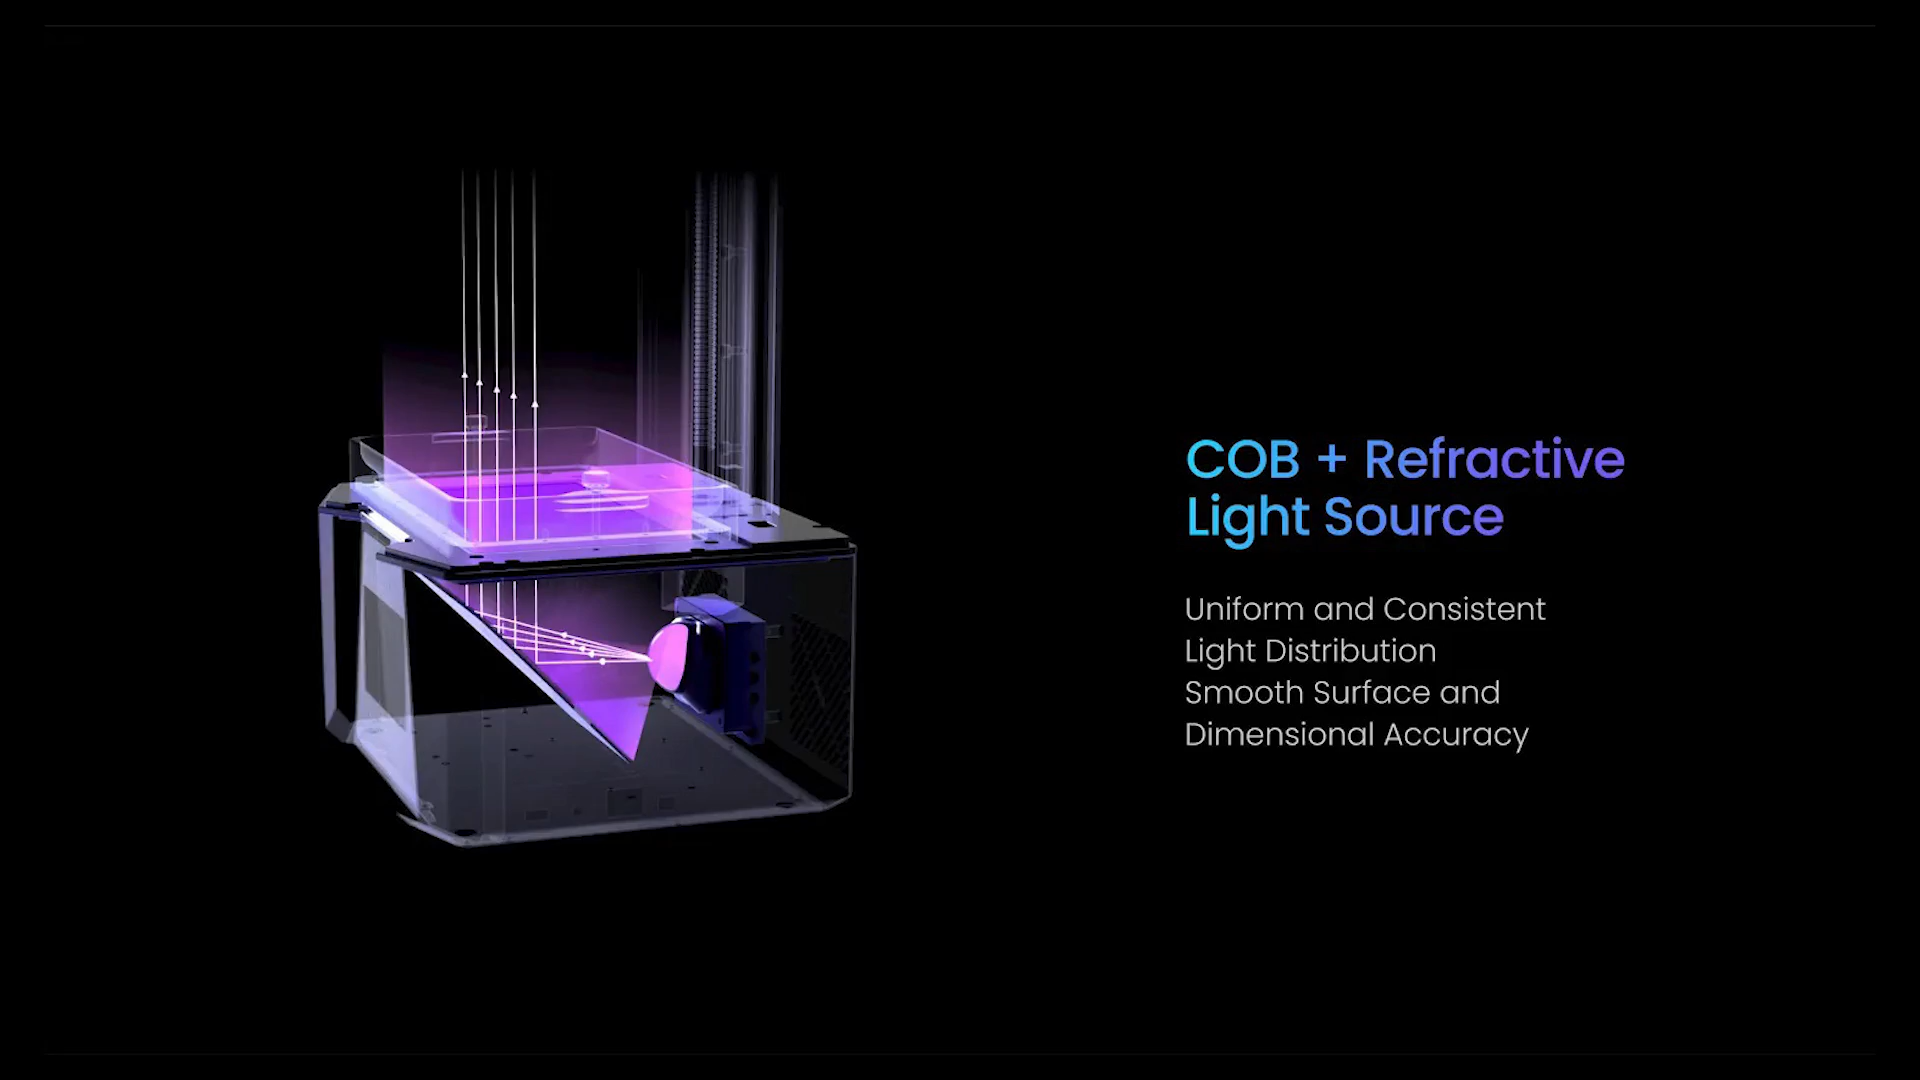 COB + Refractive
Light Source
Uniform and Consistent
Light Distribution
Smooth Surface and
Dimensional Accuracy